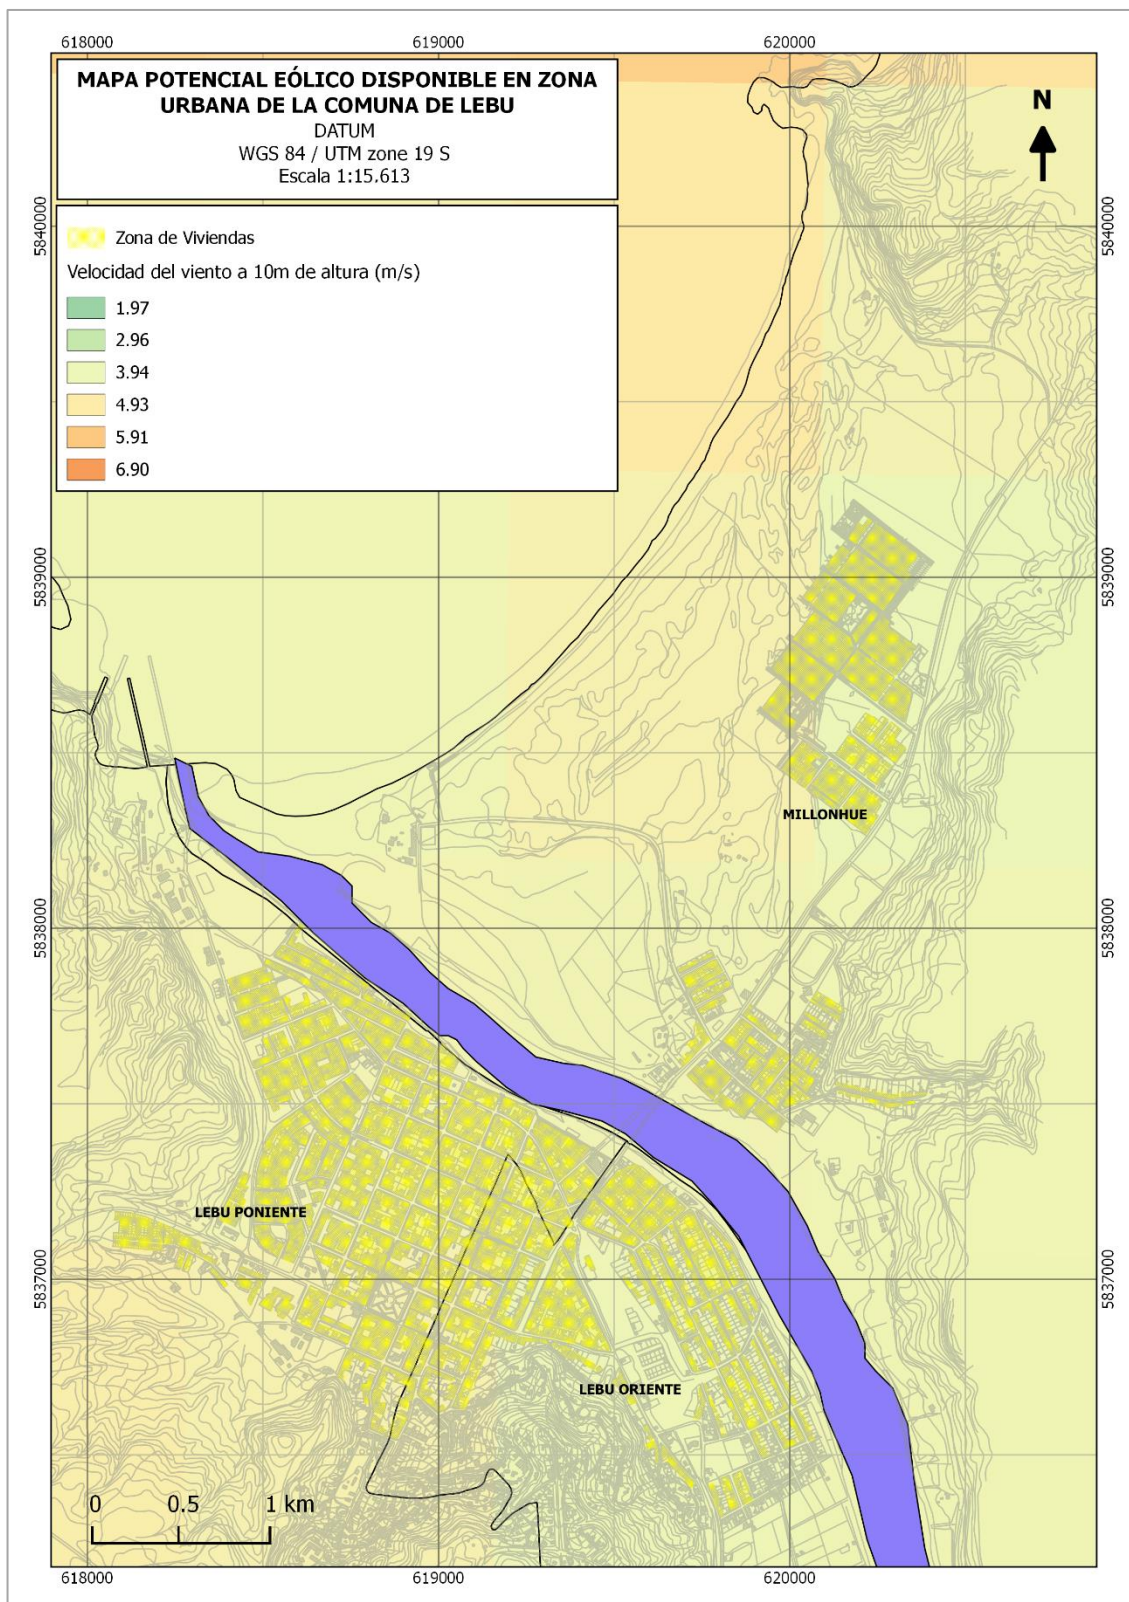 618000
619000
620000
MAPA POTENCIAL EÓLICO DISPONIBLE EN ZONA
URBANA DE LA COMUNA DE LEBU
DATUM
WGS 84 / UTM zone 19 S
Escala 1:15.613
N
Zona de Viviendas
Velocidad del viento a 10m de altura (m/s)
1.97
2.96
3.94
4.93
5.91
6.90
5840000
5840000
5839000
5839000
MILLONHUE
5838000
5838000
LEBU PONIENTE
5837000
5837000
LEBU ORIENTE
0 0.5 1 km
618000
619000
620000